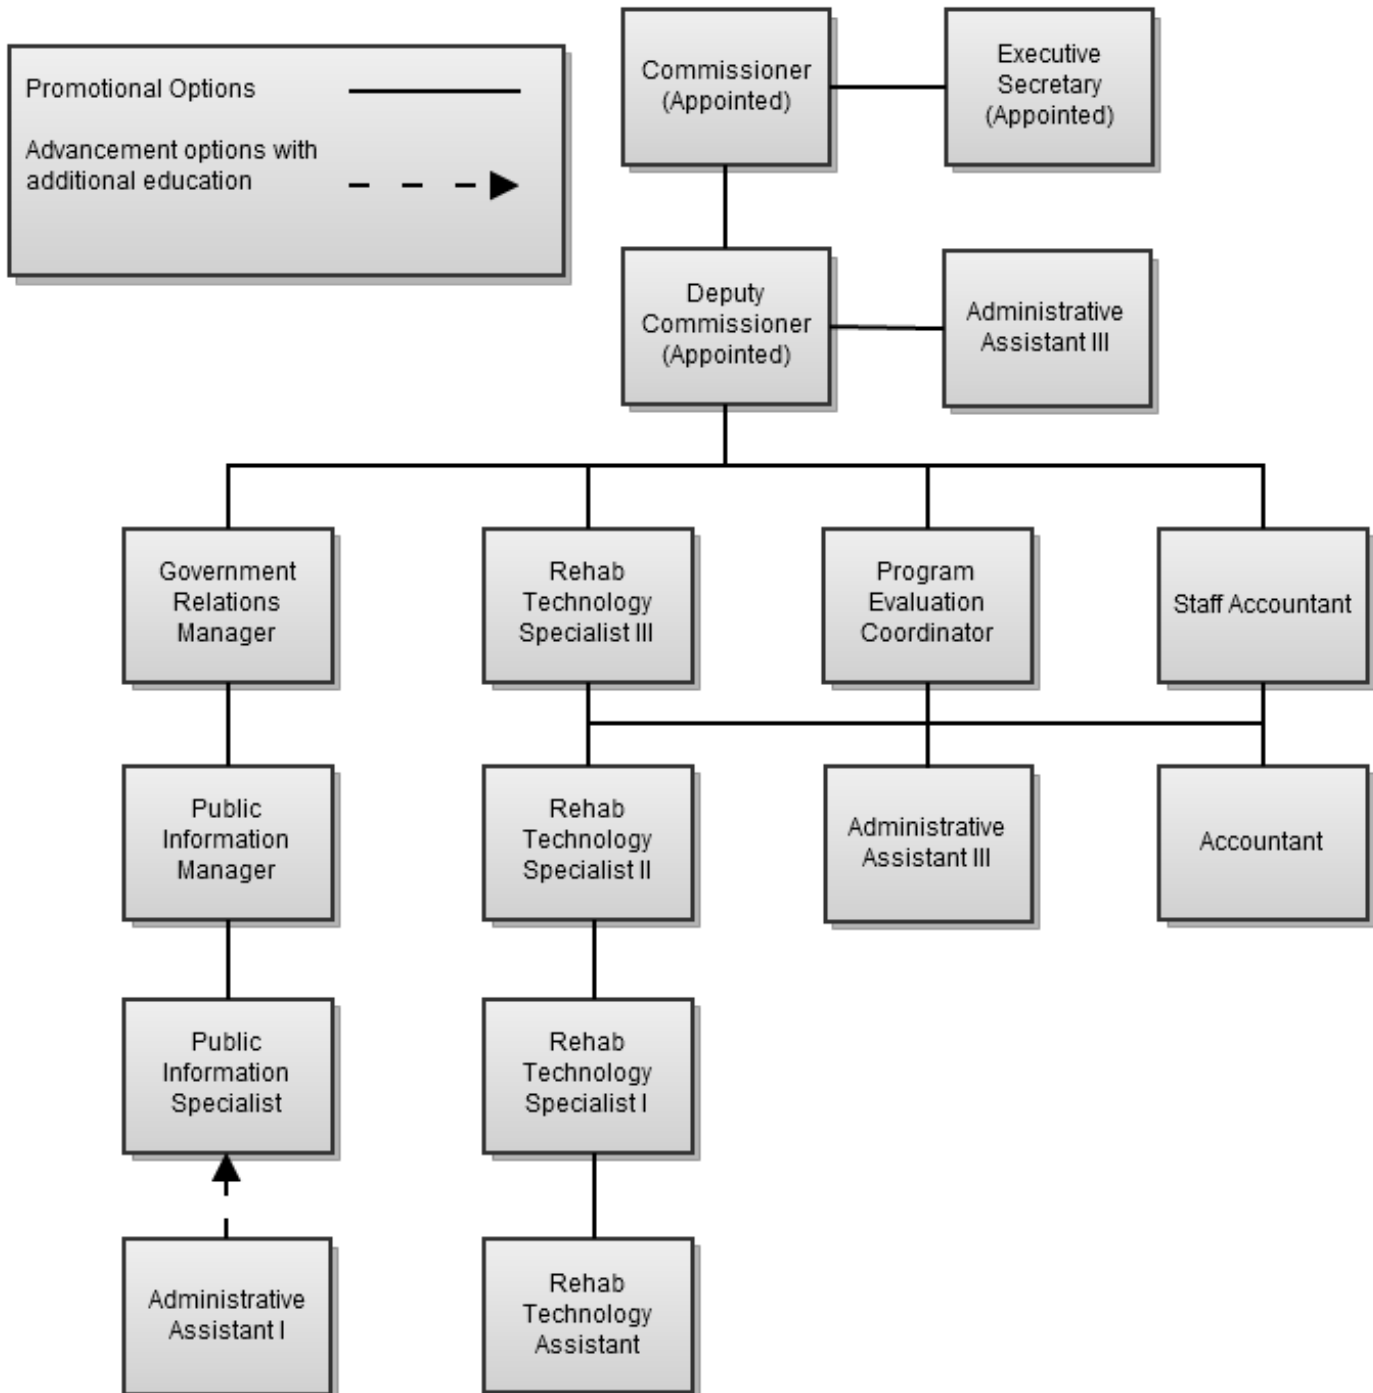 Promotional Options
Advancement options with
additional education
Commissioner
(Appointed)
Executive
Secretary
(Appointed)
Deputy
Commissioner
(Appointed)
Administrative
Assistant III
Government
Relations
Manager
Rehab
Technology
Specialist III
Program
Evaluation
Coordinator
Staff Accountant
Public
Information
Manager
Rehab
Technology
Specialist II
Administrative
Assistant III
Accountant
Public
Information
Specialist
Rehab
Technology
Specialist I
Administrative
Assistant I
Rehab
Technology
Assistant